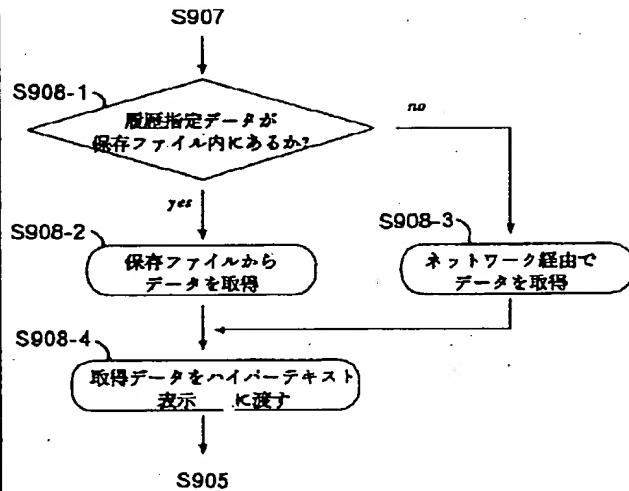 S907
S908-1
履歴指定データが
保存ファイル内にあるか?
no
yes
S908-2
保存ファイルから
データを取得
S908-3
ネットワーク経由で
データを取得
S908-4
取得データをハイパーテキスト
表示 に渡す
S905